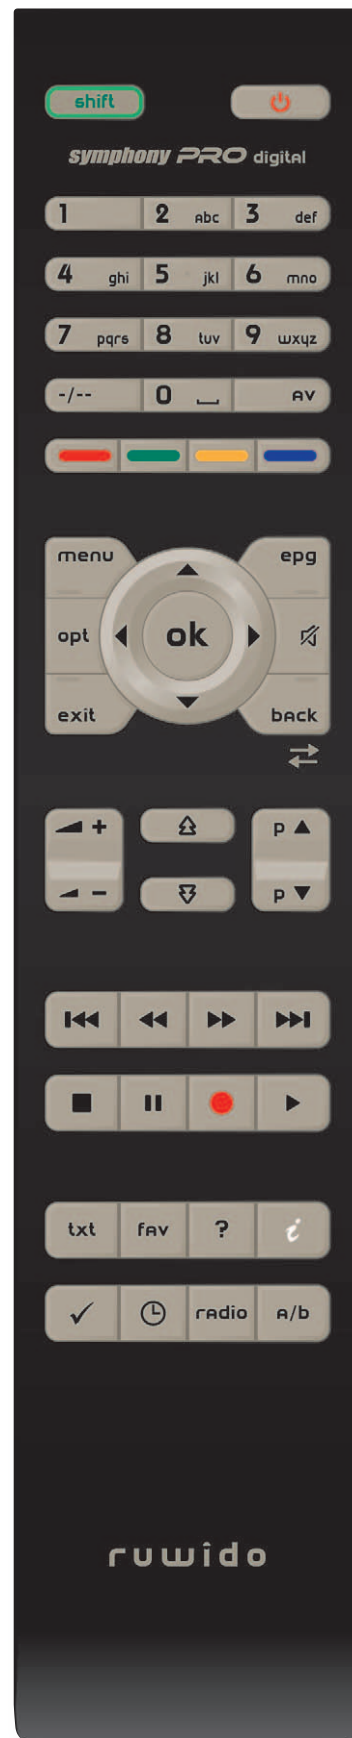 shift
symphony PRO digital
1 2 abc 3 def
4 ghi 5 jkl 6 mno
7 pqrs 8 tuv 9 wxyz
-/-- 0 AV
menu epg
opt ok
exit back
+ p
- p
txt fav ? i
radio A/b
ruwido